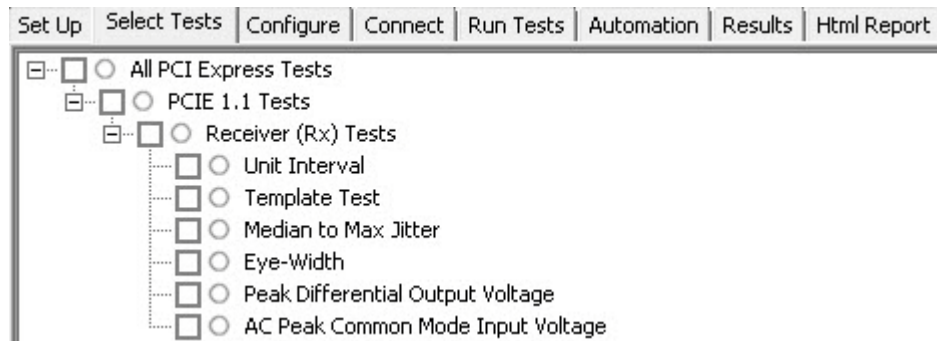 Set Up Select Tests Configure Connect Run Tests Automation Results Html Report
All PCI Express Tests
PCIE 1.1 Tests
Receiver (Rx) Tests
Unit Interval
Template Test
Median to Max Jitter
Eye-Width
Peak Differential Output Voltage
AC Peak Common Mode Input Voltage